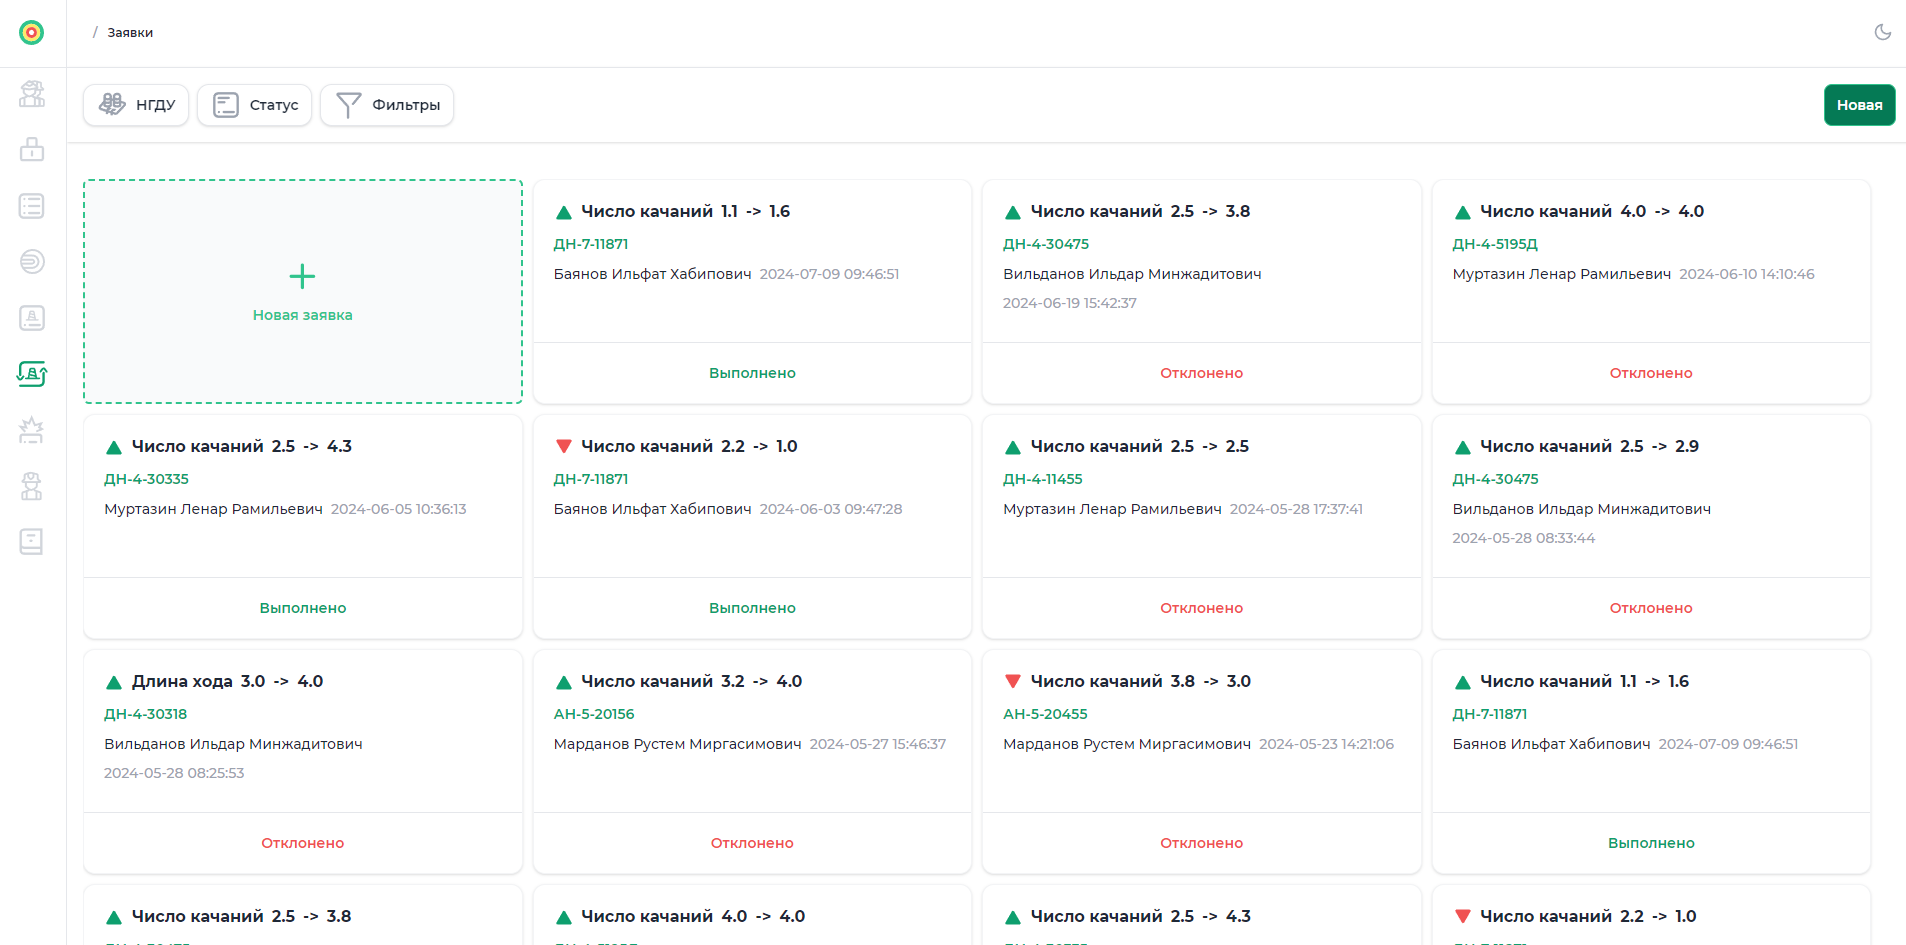 / Заявки
НГДУ
Статус
Фильтры
Новая
Новая заявка
Число качаний 1.1 -> 1.6
ДН-7-11871
Баянов Ильфат Хабипович 2024-07-09 09:46:51
Выполнено
Число качаний 2.5 -> 3.8
ДН-4-30475
Вильданов Ильдар Минжадитович
2024-06-19 15:42:37
Отклонено
Число качаний 4.0 -> 4.0
ДН-4-5195Д
Муртазин Ленар Рамильевич 2024-06-10 14:10:46
Отклонено
Число качаний 2.5 -> 4.3
ДН-4-30335
Муртазин Ленар Рамильевич 2024-06-05 10:36:13
Выполнено
Число качаний 2.2 -> 1.0
ДН-7-11871
Баянов Ильфат Хабипович 2024-06-03 09:47:28
Выполнено
Число качаний 2.5 -> 2.5
ДН-4-11455
Муртазин Ленар Рамильевич 2024-05-28 17:37:41
Отклонено
Число качаний 2.5 -> 2.9
ДН-4-30475
Вильданов Ильдар Минжадитович
2024-05-28 08:33:44
Отклонено
Длина хода 3.0 -> 4.0
ДН-4-30318
Вильданов Ильдар Минжадитович
2024-05-28 08:25:53
Отклонено
Число качаний 3.2 -> 4.0
АН-5-20156
Марданов Рустем Миргасимович 2024-05-27 15:46:37
Отклонено
Число качаний 3.8 -> 3.0
АН-5-20455
Марданов Рустем Миргасимович 2024-05-23 14:21:06
Отклонено
Число качаний 1.1 -> 1.6
ДН-7-11871
Баянов Ильфат Хабипович 2024-07-09 09:46:51
Выполнено
Число качаний 2.5 -> 3.8
Число качаний 4.0 -> 4.0
Число качаний 2.5 -> 4.3
Число качаний 2.2 -> 1.0